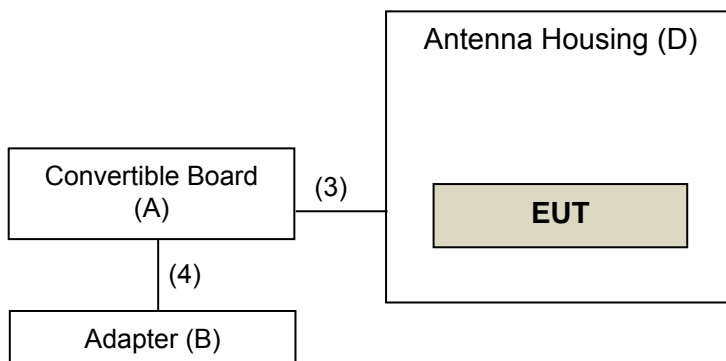 Antenna Housing (D)
Convertible Board
(A)
(3)
EUT
(4)
Adapter (B)